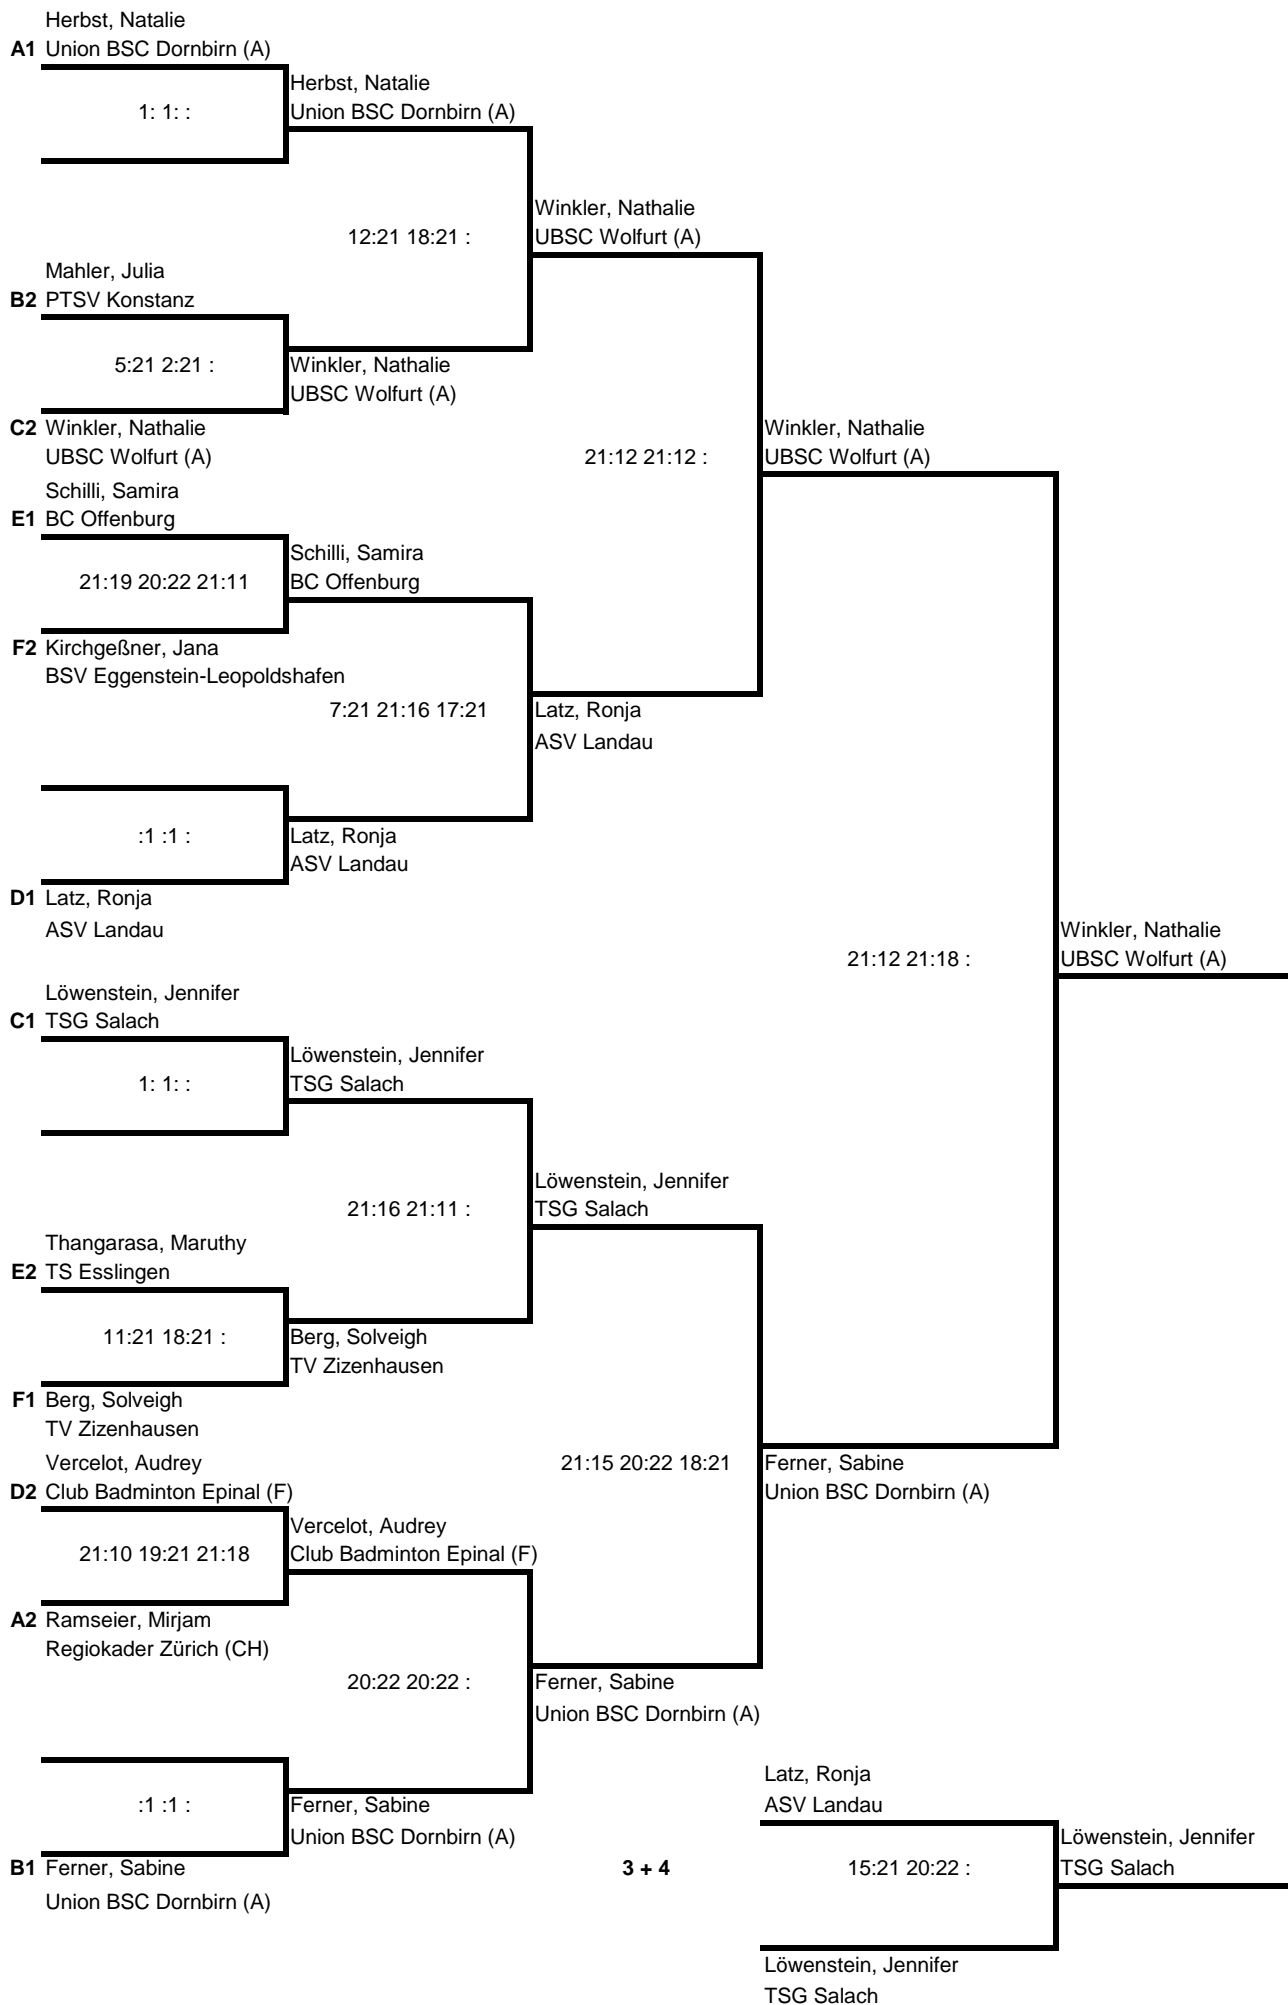 Herbst, Natalie
A1 Union BSC Dornbirn (A)
Herbst, Natalie
1: 1: :
Union BSC Dornbirn (A)
Winkler, Nathalie
12:21 18:21 :
UBSC Wolfurt (A)
Mahler, Julia
B2 PTSV Konstanz
5:21 2:21 :
Winkler, Nathalie
UBSC Wolfurt (A)
C2 Winkler, Nathalie
UBSC Wolfurt (A)
Winkler, Nathalie
21:12 21:12 :
UBSC Wolfurt (A)
Schilli, Samira
E1 BC Offenburg
Schilli, Samira
21:19 20:22 21:11
BC Offenburg
F2 Kirchgeßner, Jana
BSV Eggenstein-Leopoldshafen
7:21 21:16 17:21
Latz, Ronja
ASV Landau
:1 :1 :
Latz, Ronja
ASV Landau
D1 Latz, Ronja
ASV Landau
Winkler, Nathalie
21:12 21:18 :
UBSC Wolfurt (A)
Löwenstein, Jennifer
C1 TSG Salach
Löwenstein, Jennifer
1: 1: :
TSG Salach
Löwenstein, Jennifer
21:16 21:11 :
TSG Salach
Thangarasa, Maruthy
E2 TS Esslingen
11:21 18:21 :
Berg, Solveigh
TV Zizenhausen
F1 Berg, Solveigh
TV Zizenhausen
Vercelot, Audrey
21:15 20:22 18:21
Ferner, Sabine
D2 Club Badminton Epinal (F)
Union BSC Dornbirn (A)
Vercelot, Audrey
21:10 19:21 21:18
Club Badminton Epinal (F)
A2 Ramseier, Mirjam
Regiokader Zürich (CH)
20:22 20:22 :
Ferner, Sabine
Union BSC Dornbirn (A)
Latz, Ronja
ASV Landau
:1 :1 :
Ferner, Sabine
Union BSC Dornbirn (A)
Löwenstein, Jennifer
B1 Ferner, Sabine
3 + 4
15:21 20:22 :
TSG Salach
Union BSC Dornbirn (A)
Löwenstein, Jennifer
TSG Salach